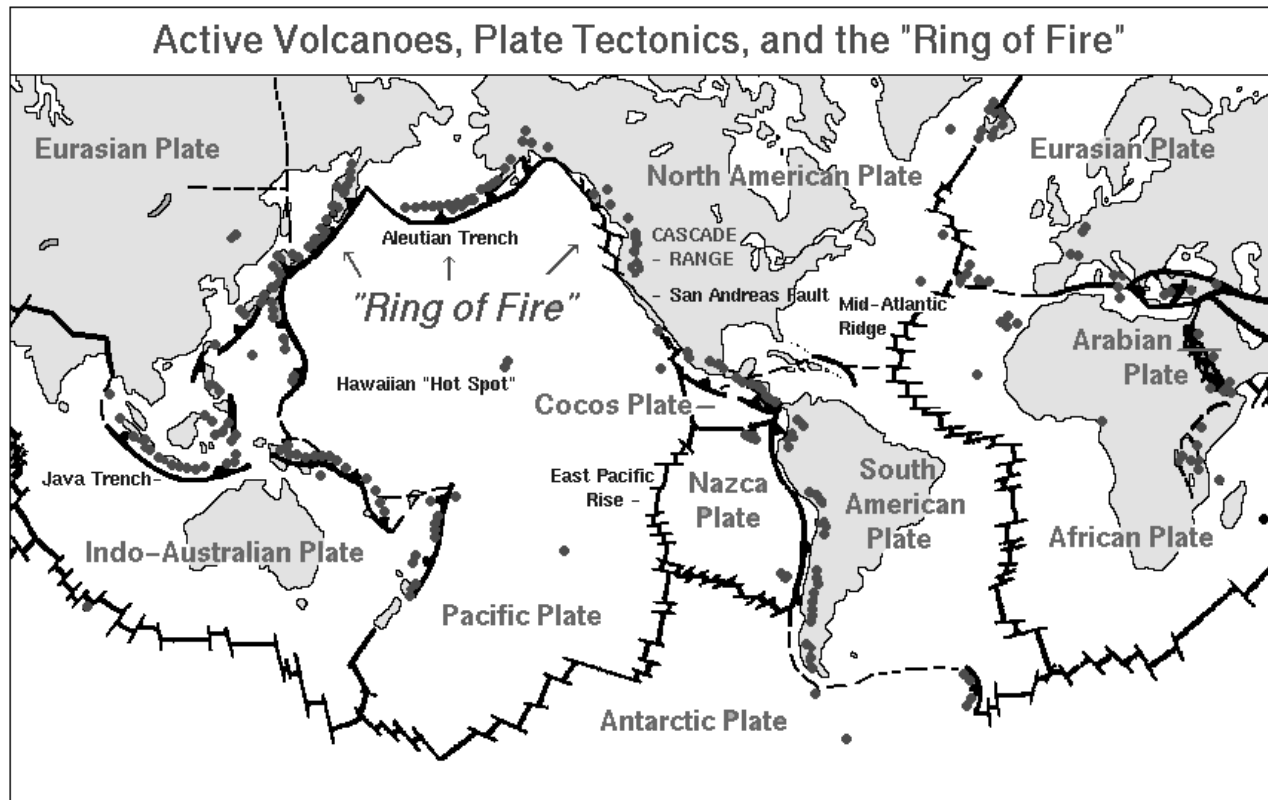 Active Volcanoes, Plate Tectonics, and the "Ring of Fire"
Eurasian Plate
Eurasian Plate
North American Plate
Aleutian Trench
CASCADE
- RANGE
"Ring of Fire"
- San Andreas Fault
Mid-Atlantic
Ridge
Arabian
Plate
Hawaiian "Hot Spot"
Cocos Plate
Java Trench-
East Pacific
Rise -
Nazca
Plate
South
American
Plate
Indo-Australian Plate
African Plate
Pacific Plate
Antarctic Plate